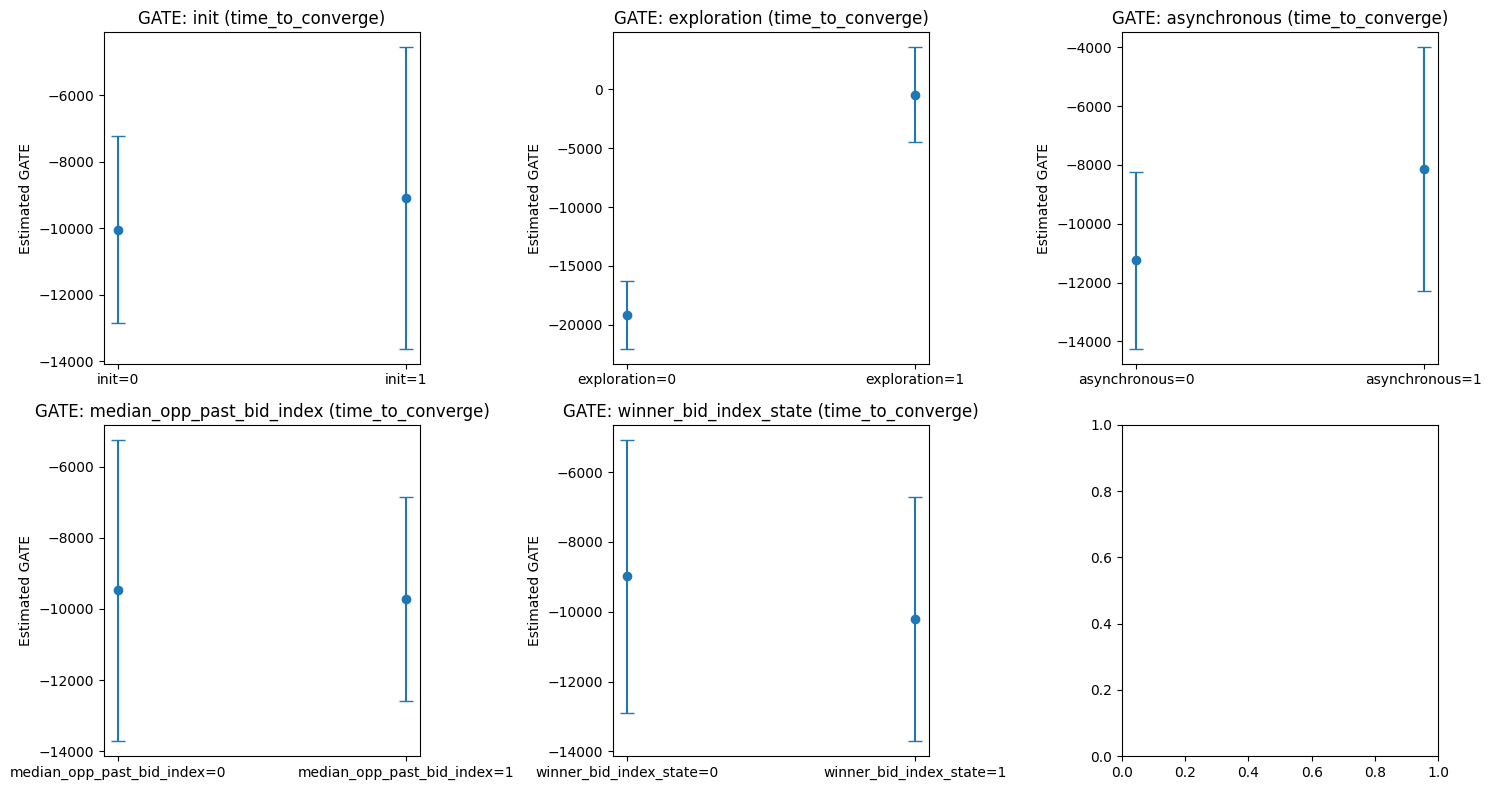 GATE: init (time_to_converge)
Estimated GATE
−6000
−8000
−10000
−12000
−14000
init=0
init=1
GATE: exploration (time_to_converge)
Estimated GATE
0
−5000
−10000
−15000
−20000
exploration=0
exploration=1
GATE: asynchronous (time_to_converge)
Estimated GATE
−4000
−6000
−8000
−10000
−12000
−14000
asynchronous=0
asynchronous=1
GATE: median_opp_past_bid_index (time_to_converge)
Estimated GATE
−6000
−8000
−10000
−12000
−14000
median_opp_past_bid_index=0
median_opp_past_bid_index=1
GATE: winner_bid_index_state (time_to_converge)
Estimated GATE
−6000
−8000
−10000
−12000
−14000
winner_bid_index_state=0
winner_bid_index_state=1
1.0
0.8
0.6
0.4
0.2
0.0
0.0 0.2 0.4 0.6 0.8 1.0